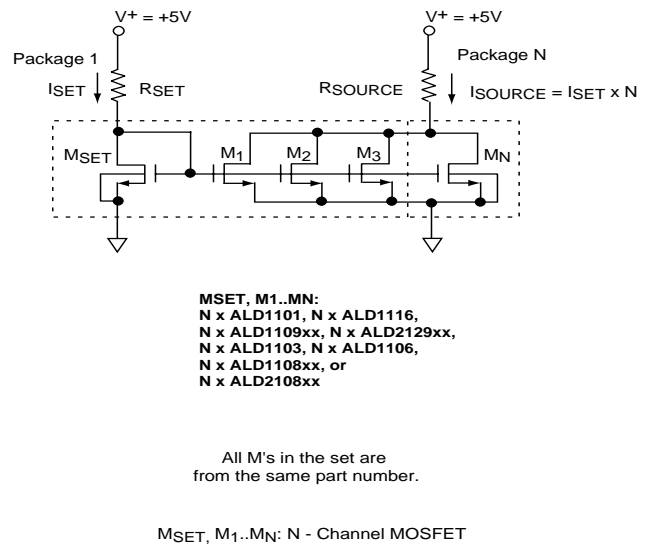 V+ = +5V V+ = +5V
Package 1 Package N
ISET RSET RSOURCE ISOURCE = ISET x N
MSET M1 M2 M3 MN
MSET, M1..MN:
N x ALD1101, N x ALD1116,
N x ALD1109xx, N x ALD2129xx,
N x ALD1103, N x ALD1106,
N x ALD1108xx, or
N x ALD2108xx
All M's in the set are
from the same part number.
MSET, M1..MN: N - Channel MOSFET